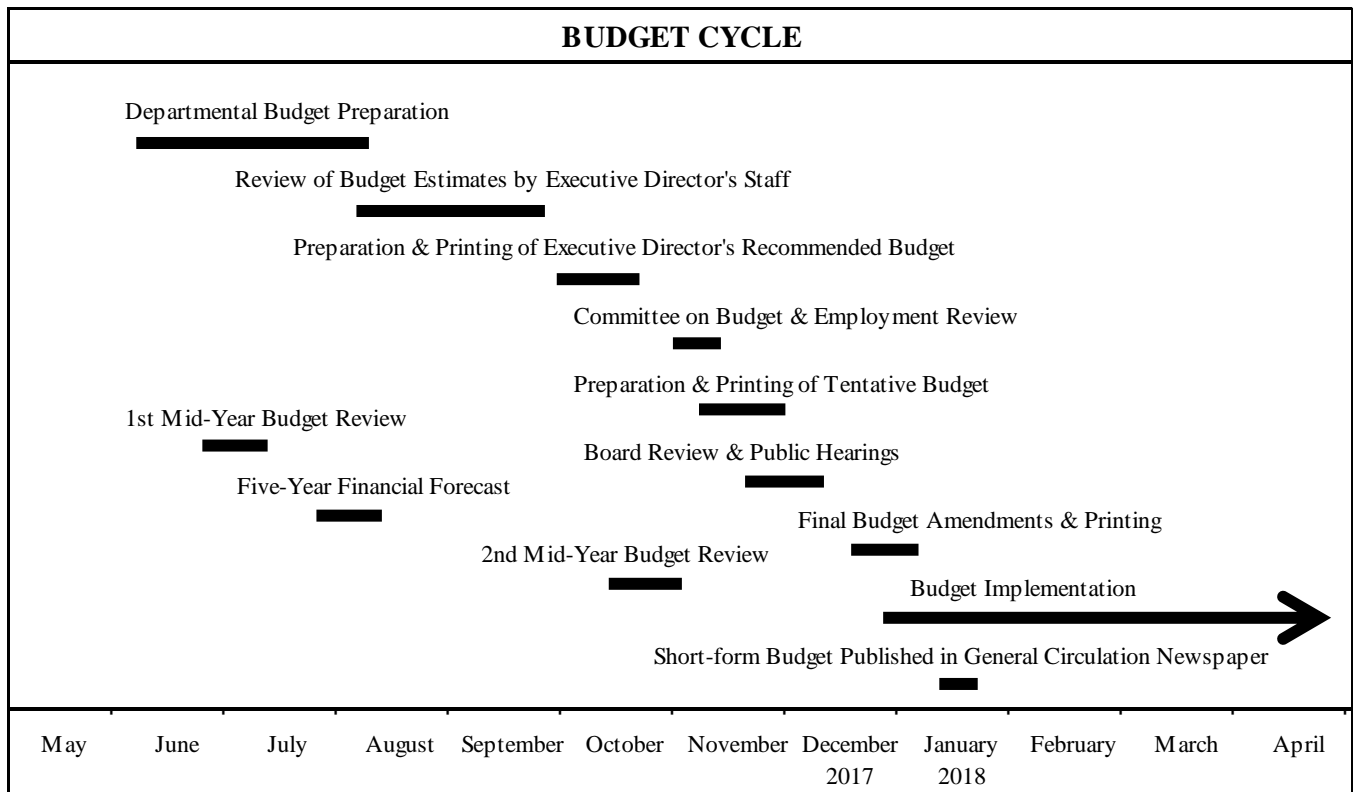 BUDGET CYCLE
Departmental Budget Preparation
Review of Budget Estimates by Executive Director's Staff
Preparation & Printing of Executive Director's Recommended Budget
Committee on Budget & Employment Review
Preparation & Printing of Tentative Budget
1st Mid-Year Budget Review
Board Review & Public Hearings
Five-Year Financial Forecast
Final Budget Amendments & Printing
2nd Mid-Year Budget Review
Budget Implementation
Short-form Budget Published in General Circulation Newspaper
May June July August September October November December January February March April
2017 2018